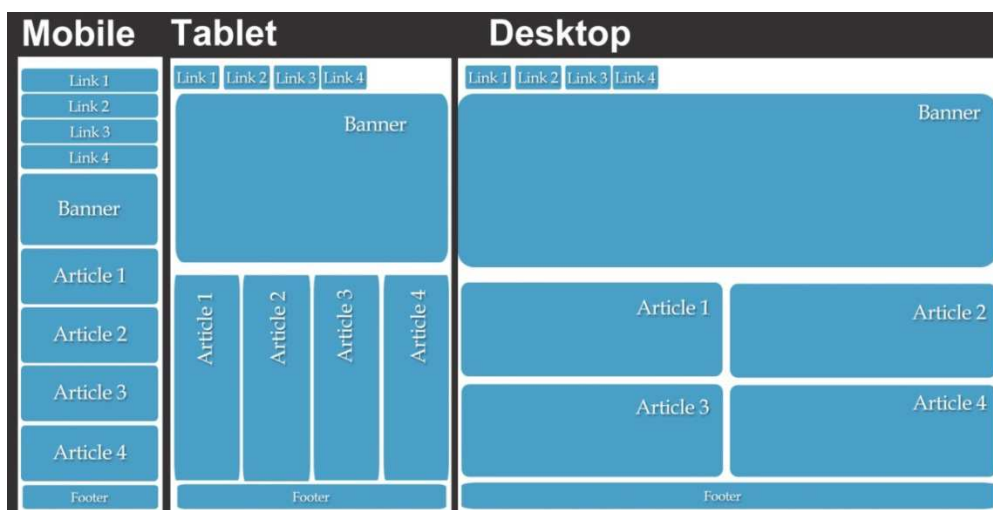 Mobile
Tablet
Desktop
Link 1
Link 2
Link 3
Link 4
Banner
Article 1
Article 2
Article 3
Article 4
Footer
Link 1 Link 2 Link 3 Link 4
Banner
Article 1
Article 2
Article 3
Article 4
Footer
Link 1 Link 2 Link 3 Link 4
Banner
Article 1
Article 2
Article 3
Article 4
Footer